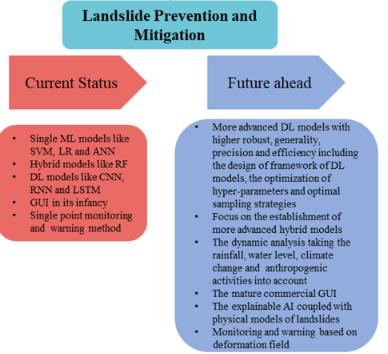 Landslide Prevention and
Mitigation
Current Status
Future ahead
• Single ML models like
SVM, LR and ANN
• Hybrid models like RF
• DL models like CNN,
RNN and LSTM
• GUI in its infancy
• Single point monitoring
and warning method
• More advanced DL models with
higher robust, generality,
precision and efficiency including
the design of framework of DL
models, the optimization of
hyper-parameters and optimal
sampling strategies
• Focus on the establishment of
more advanced hybrid models
• The dynamic analysis taking the
rainfall, water level, climate
change and anthropogenic
activities into account
• The mature commercial GUI
• The explainable AI coupled with
physical models of landslides
• Monitoring and warning based on
deformation field